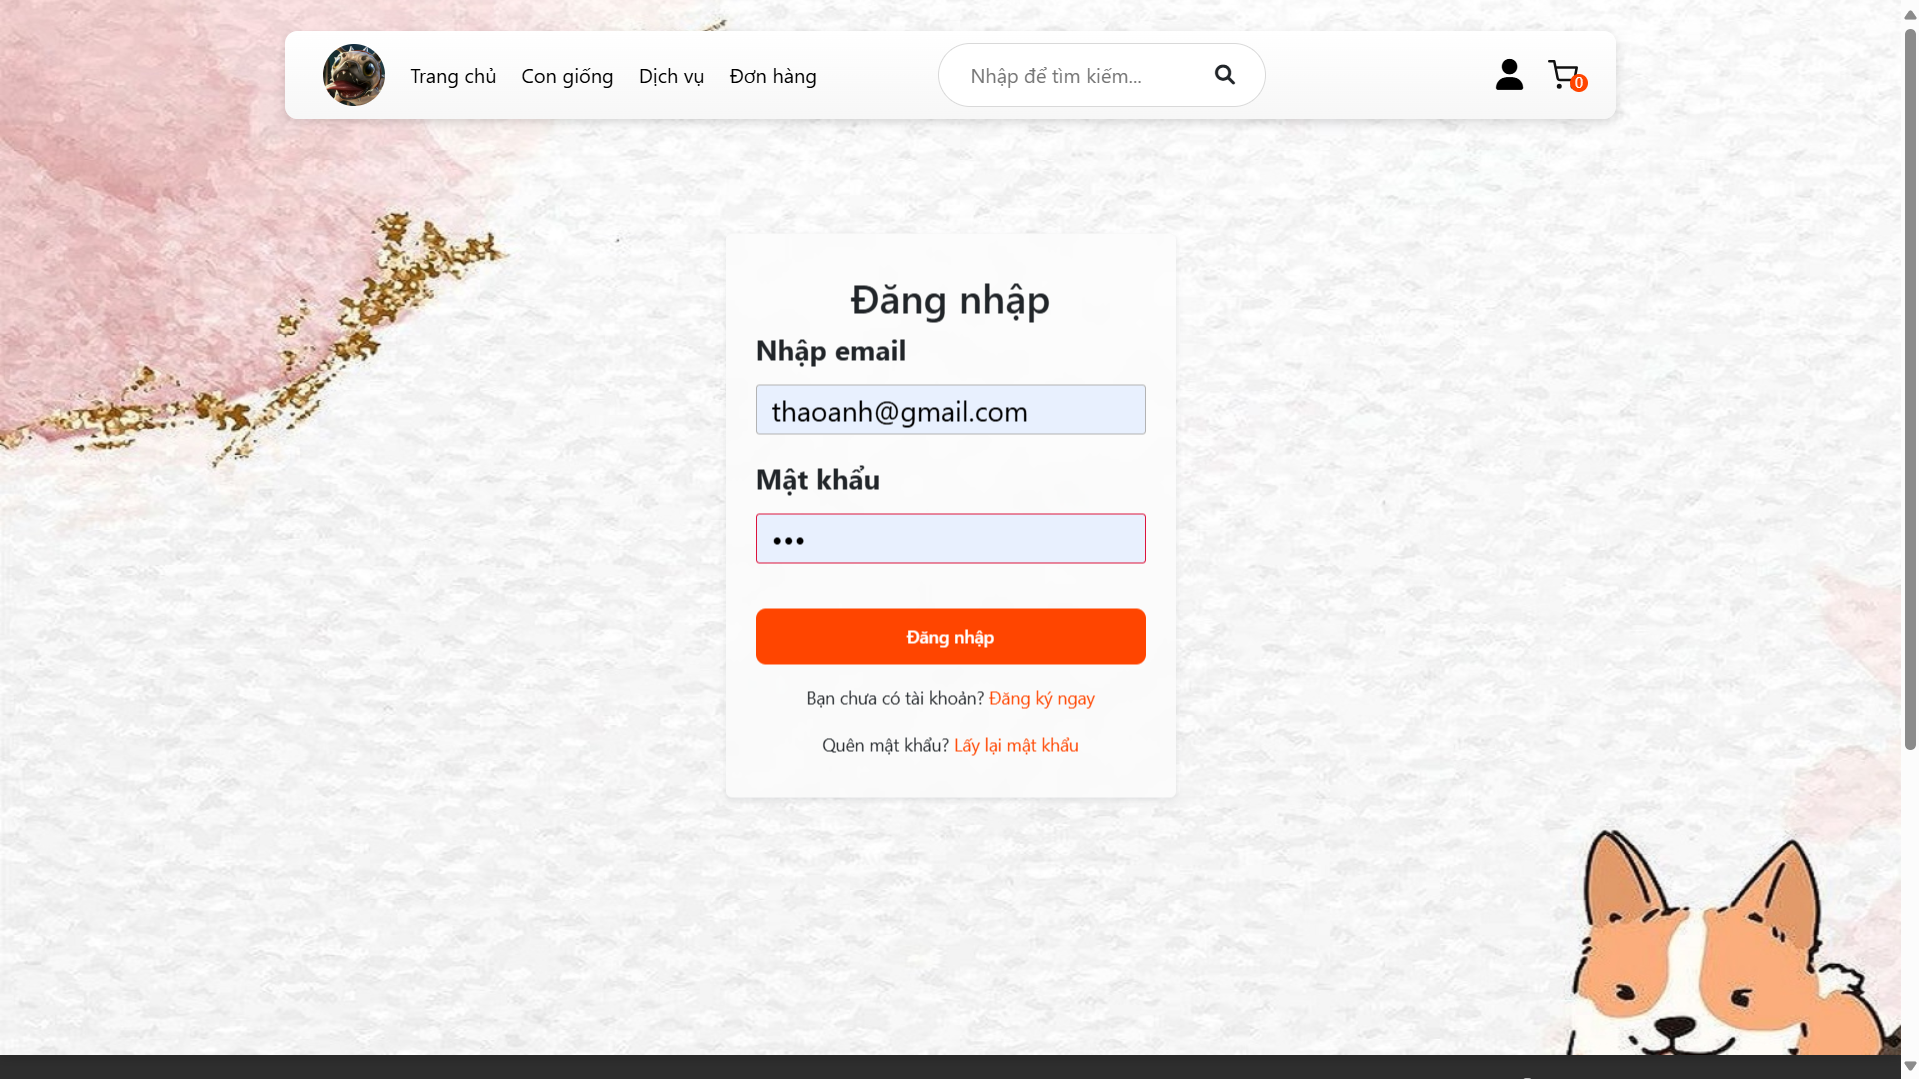 Trang chủ Con giống Dịch vụ Đơn hàng Nhập để tìm kiếm... 0
Đăng nhập
Nhập email
thaoanh@gmail.com
Mật khẩu
•••
Đăng nhập
Bạn chưa có tài khoản? Đăng ký ngay
Quên mật khẩu? Lấy lại mật khẩu